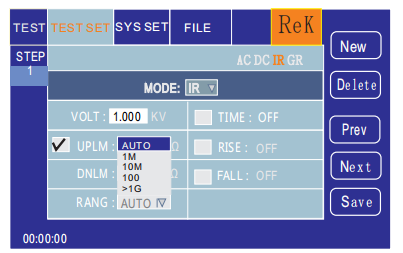 TEST TEST SET SYS SET FILE ReK
STEP
1
AC DC IR GR
MODE: IR
VOLT : 1.000 KV
TIME : OFF
UPLM : AUTO Ω
1M
10M
100
>1G
RISE : OFF
DNLM : Ω
FALL : OFF
RANG : AUTO
New
Delete
Prev
Next
Save
00:00:00